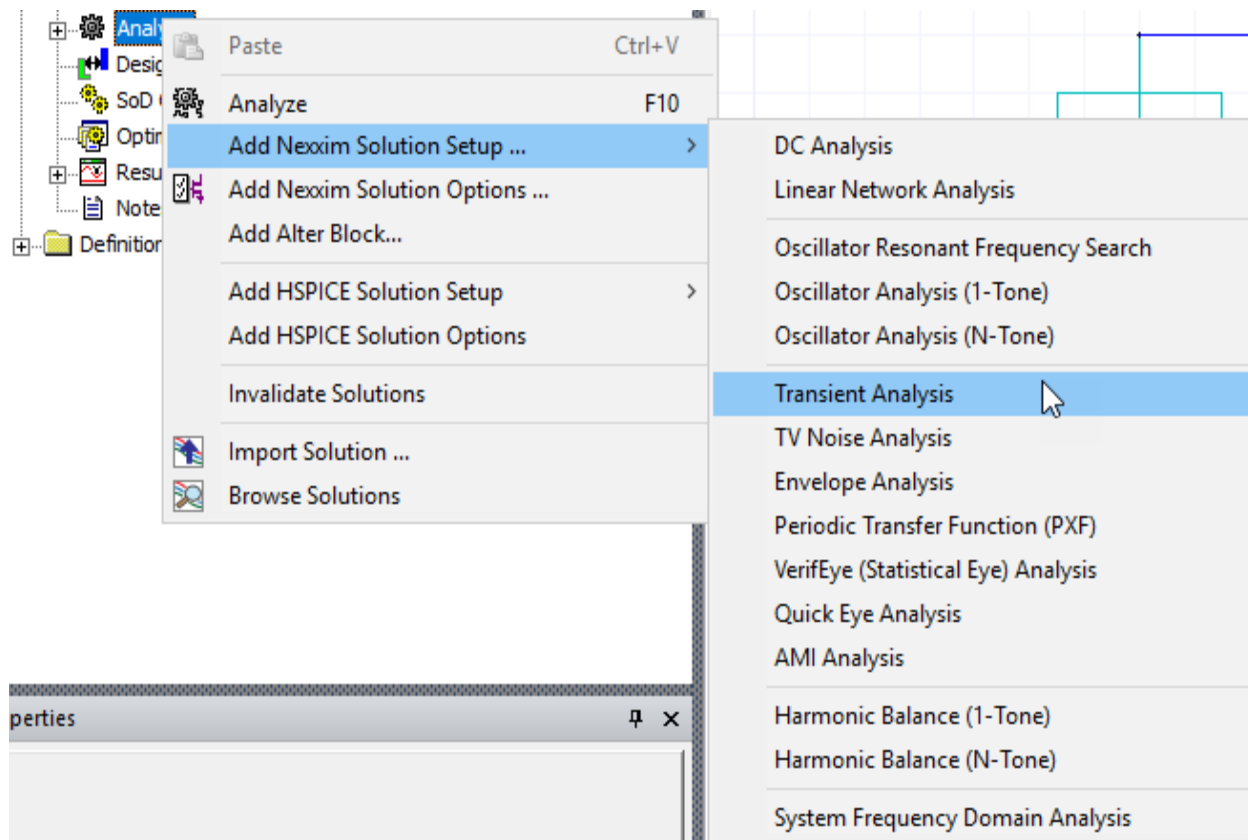 Analy
Desig
SoD
Optim
Resu
Note
Definition
Paste Ctrl+V
Analyze F10
Add Nexxim Solution Setup ... >
Add Nexxim Solution Options ...
Add Alter Block...
Add HSPICE Solution Setup >
Add HSPICE Solution Options
Invalidate Solutions
Import Solution ...
Browse Solutions
DC Analysis
Linear Network Analysis
Oscillator Resonant Frequency Search
Oscillator Analysis (1-Tone)
Oscillator Analysis (N-Tone)
Transient Analysis
TV Noise Analysis
Envelope Analysis
Periodic Transfer Function (PXF)
VerifEye (Statistical Eye) Analysis
Quick Eye Analysis
AMI Analysis
Harmonic Balance (1-Tone)
Harmonic Balance (N-Tone)
System Frequency Domain Analysis
perties